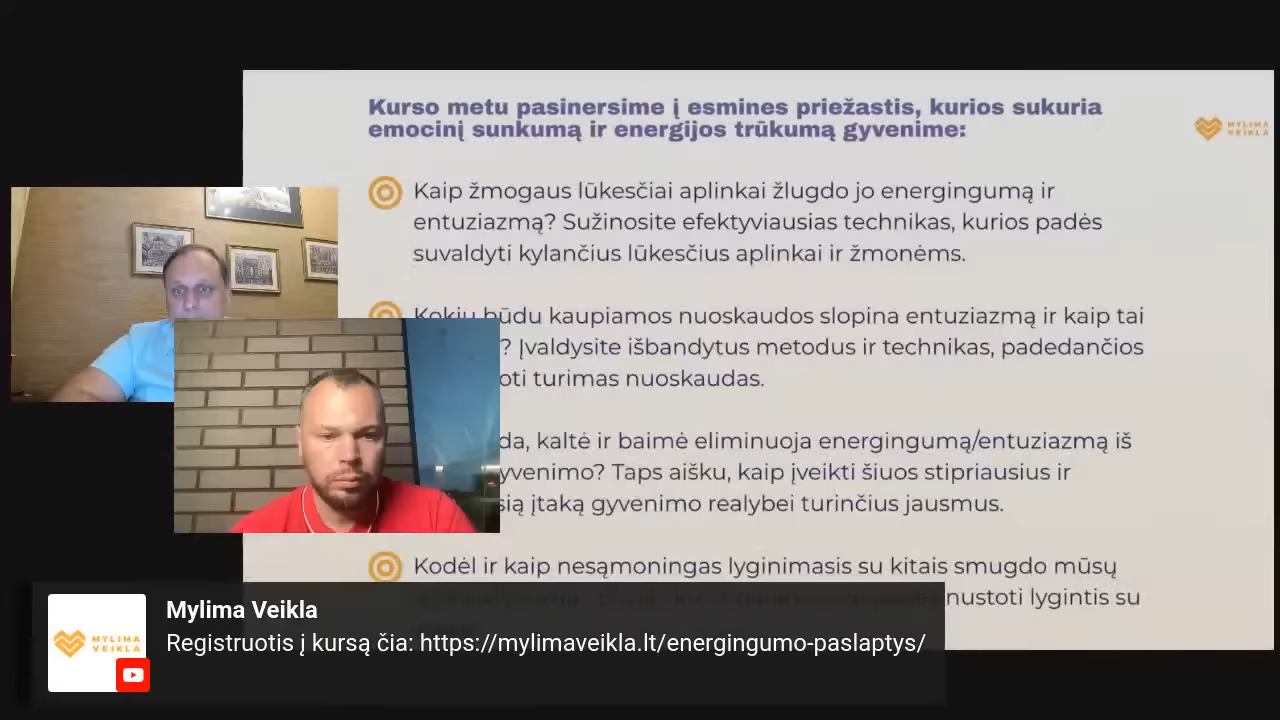 Kurso metu pasinersime į esmines priežastis, kurios sukuria
emocinį sunkumą ir energijos trūkumą gyvenime:
MYLIMA
VEIKLA
Kaip žmogaus lūkesčiai aplinkai žlugdo jo energingumą ir
entuziazmą? Sužinosite efektyviausias technikas, kurios padės
suvaldyti kylančius lūkesčius aplinkai ir žmonėms.
Kokiu būdu kaupiamos nuoskaudos slopina entuziazmą ir kaip tai
? Įvaldysite išbandytus metodus ir technikas, padedančios
oti turimas nuoskaudas.
da, kaltė ir baimė eliminuoja energingumą/entuziazmą iš
yvenimo? Taps aišku, kaip įveikti šiuos stipriausius ir
sią įtaką gyvenimo realybei turinčius jausmus.
Kodėl ir kaip nesąmoningas lyginimasis su kitais smugdo mūsų
nustoti lygintis su
Mylima Veikla
MYLIMA
VEIKLA
Registruotis į kursą čia: https://mylimaveikla.lt/energingumo-paslaptys/